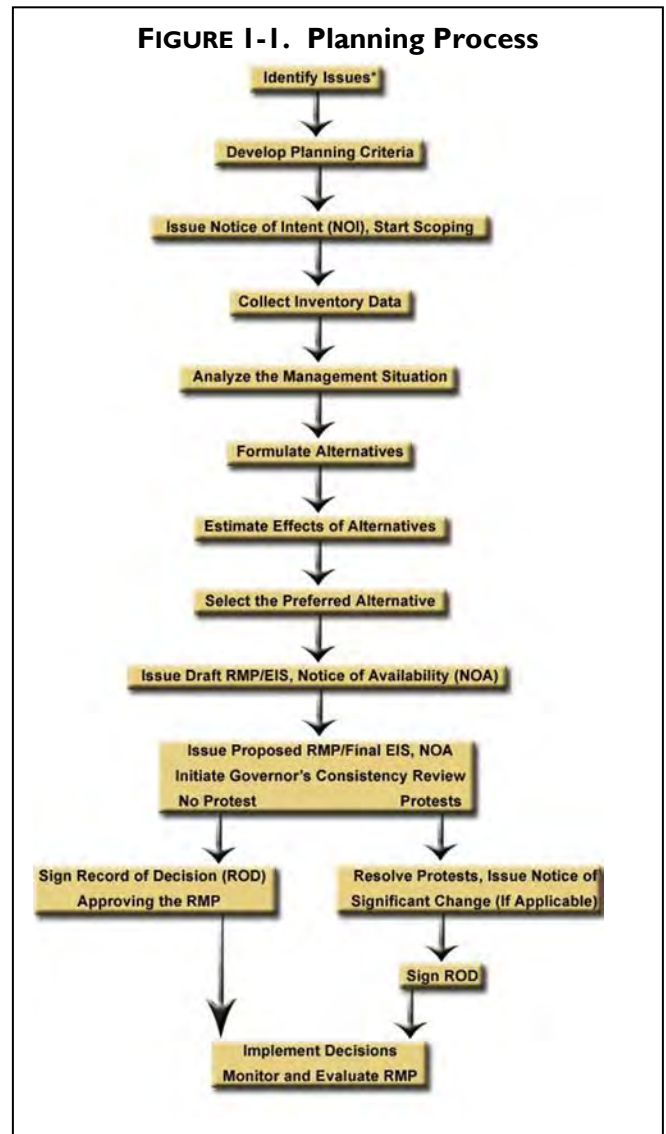 FIGURE 1-1. Planning Process
Identify Issues*
Develop Planning Criteria
Issue Notice of Intent (NOI), Start Scoping
Collect Inventory Data
Analyze the Management Situation
Formulate Alternatives
Estimate Effects of Alternatives
Select the Preferred Alternative
Issue Draft RMP/EIS, Notice of Availability (NOA)
Issue Proposed RMP/Final EIS, NOA
Initiate Governor's Consistency Review
No Protest Protests
Sign Record of Decision (ROD)
Approving the RMP
Resolve Protests, Issue Notice of
Significant Change (If Applicable)
Sign ROD
Implement Decisions
Monitor and Evaluate RMP